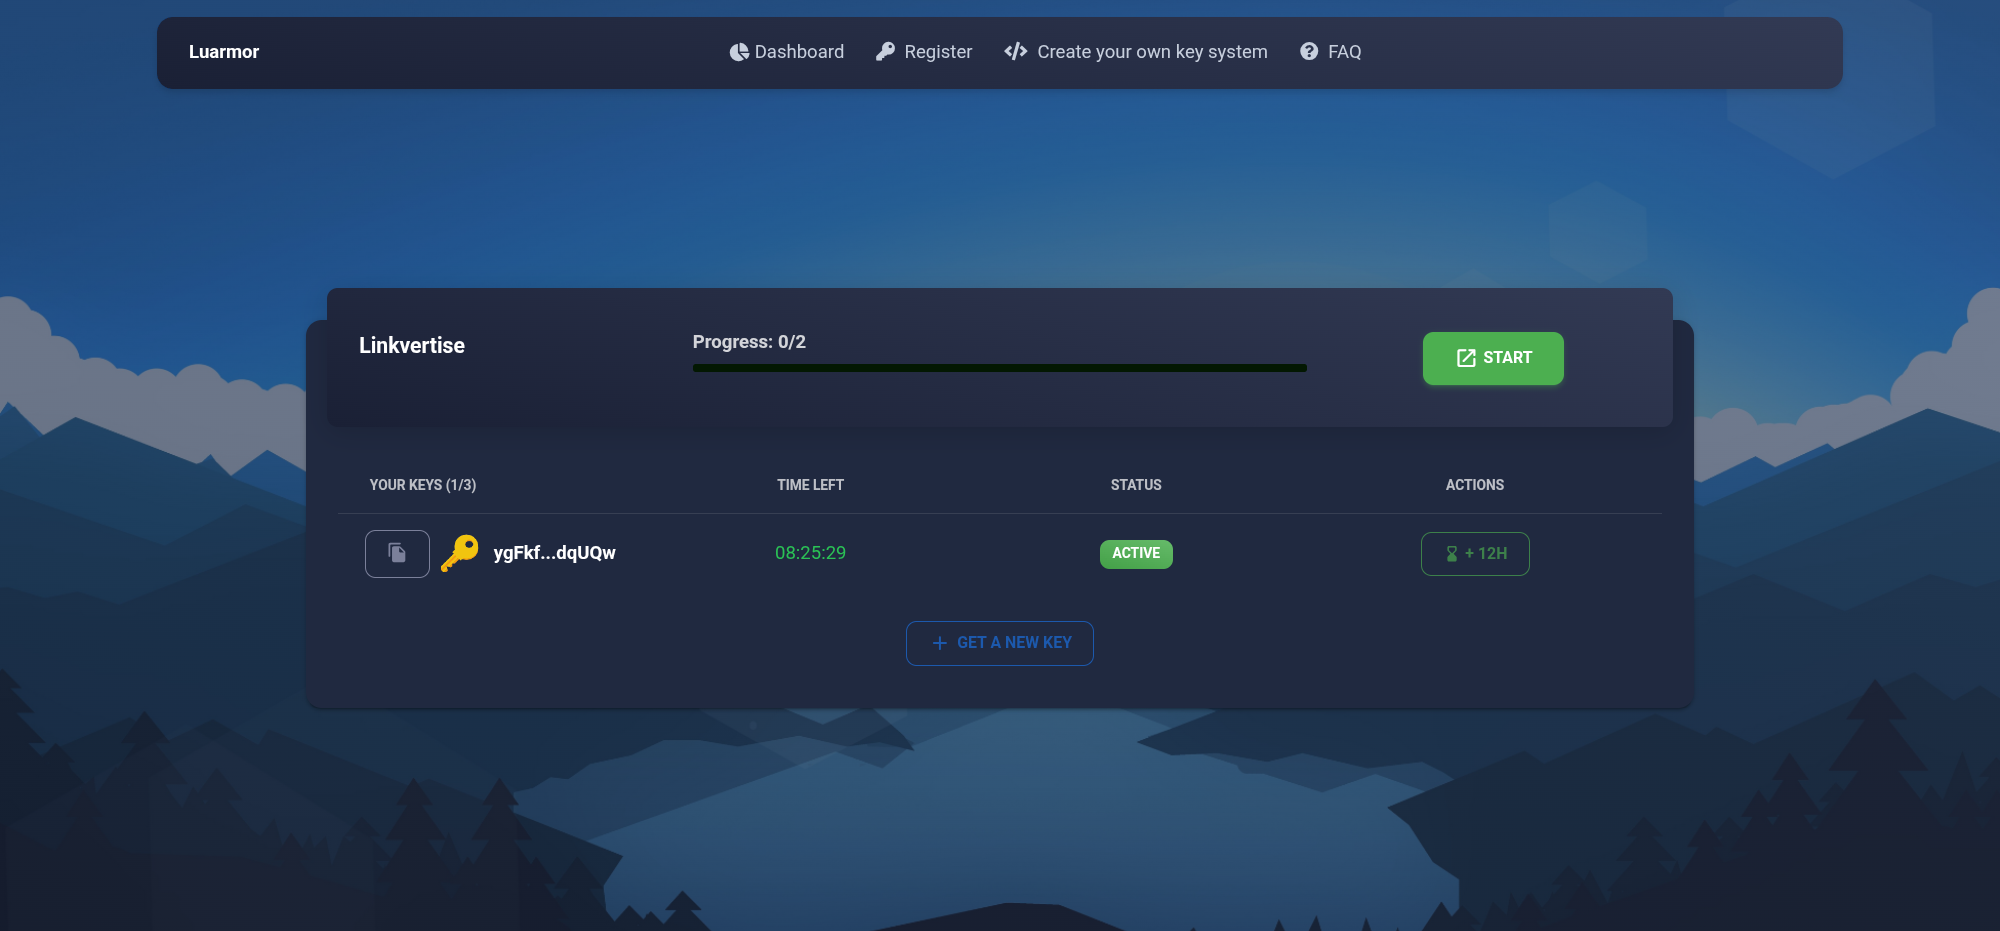 Luarmor
Dashboard
Register
Create your own key system
FAQ
Linkvertise
Progress: 0/2
START
YOUR KEYS (1/3)
TIME LEFT
STATUS
ACTIONS
ygFkf...dqUQw
08:25:29
ACTIVE
+ 12H
GET A NEW KEY